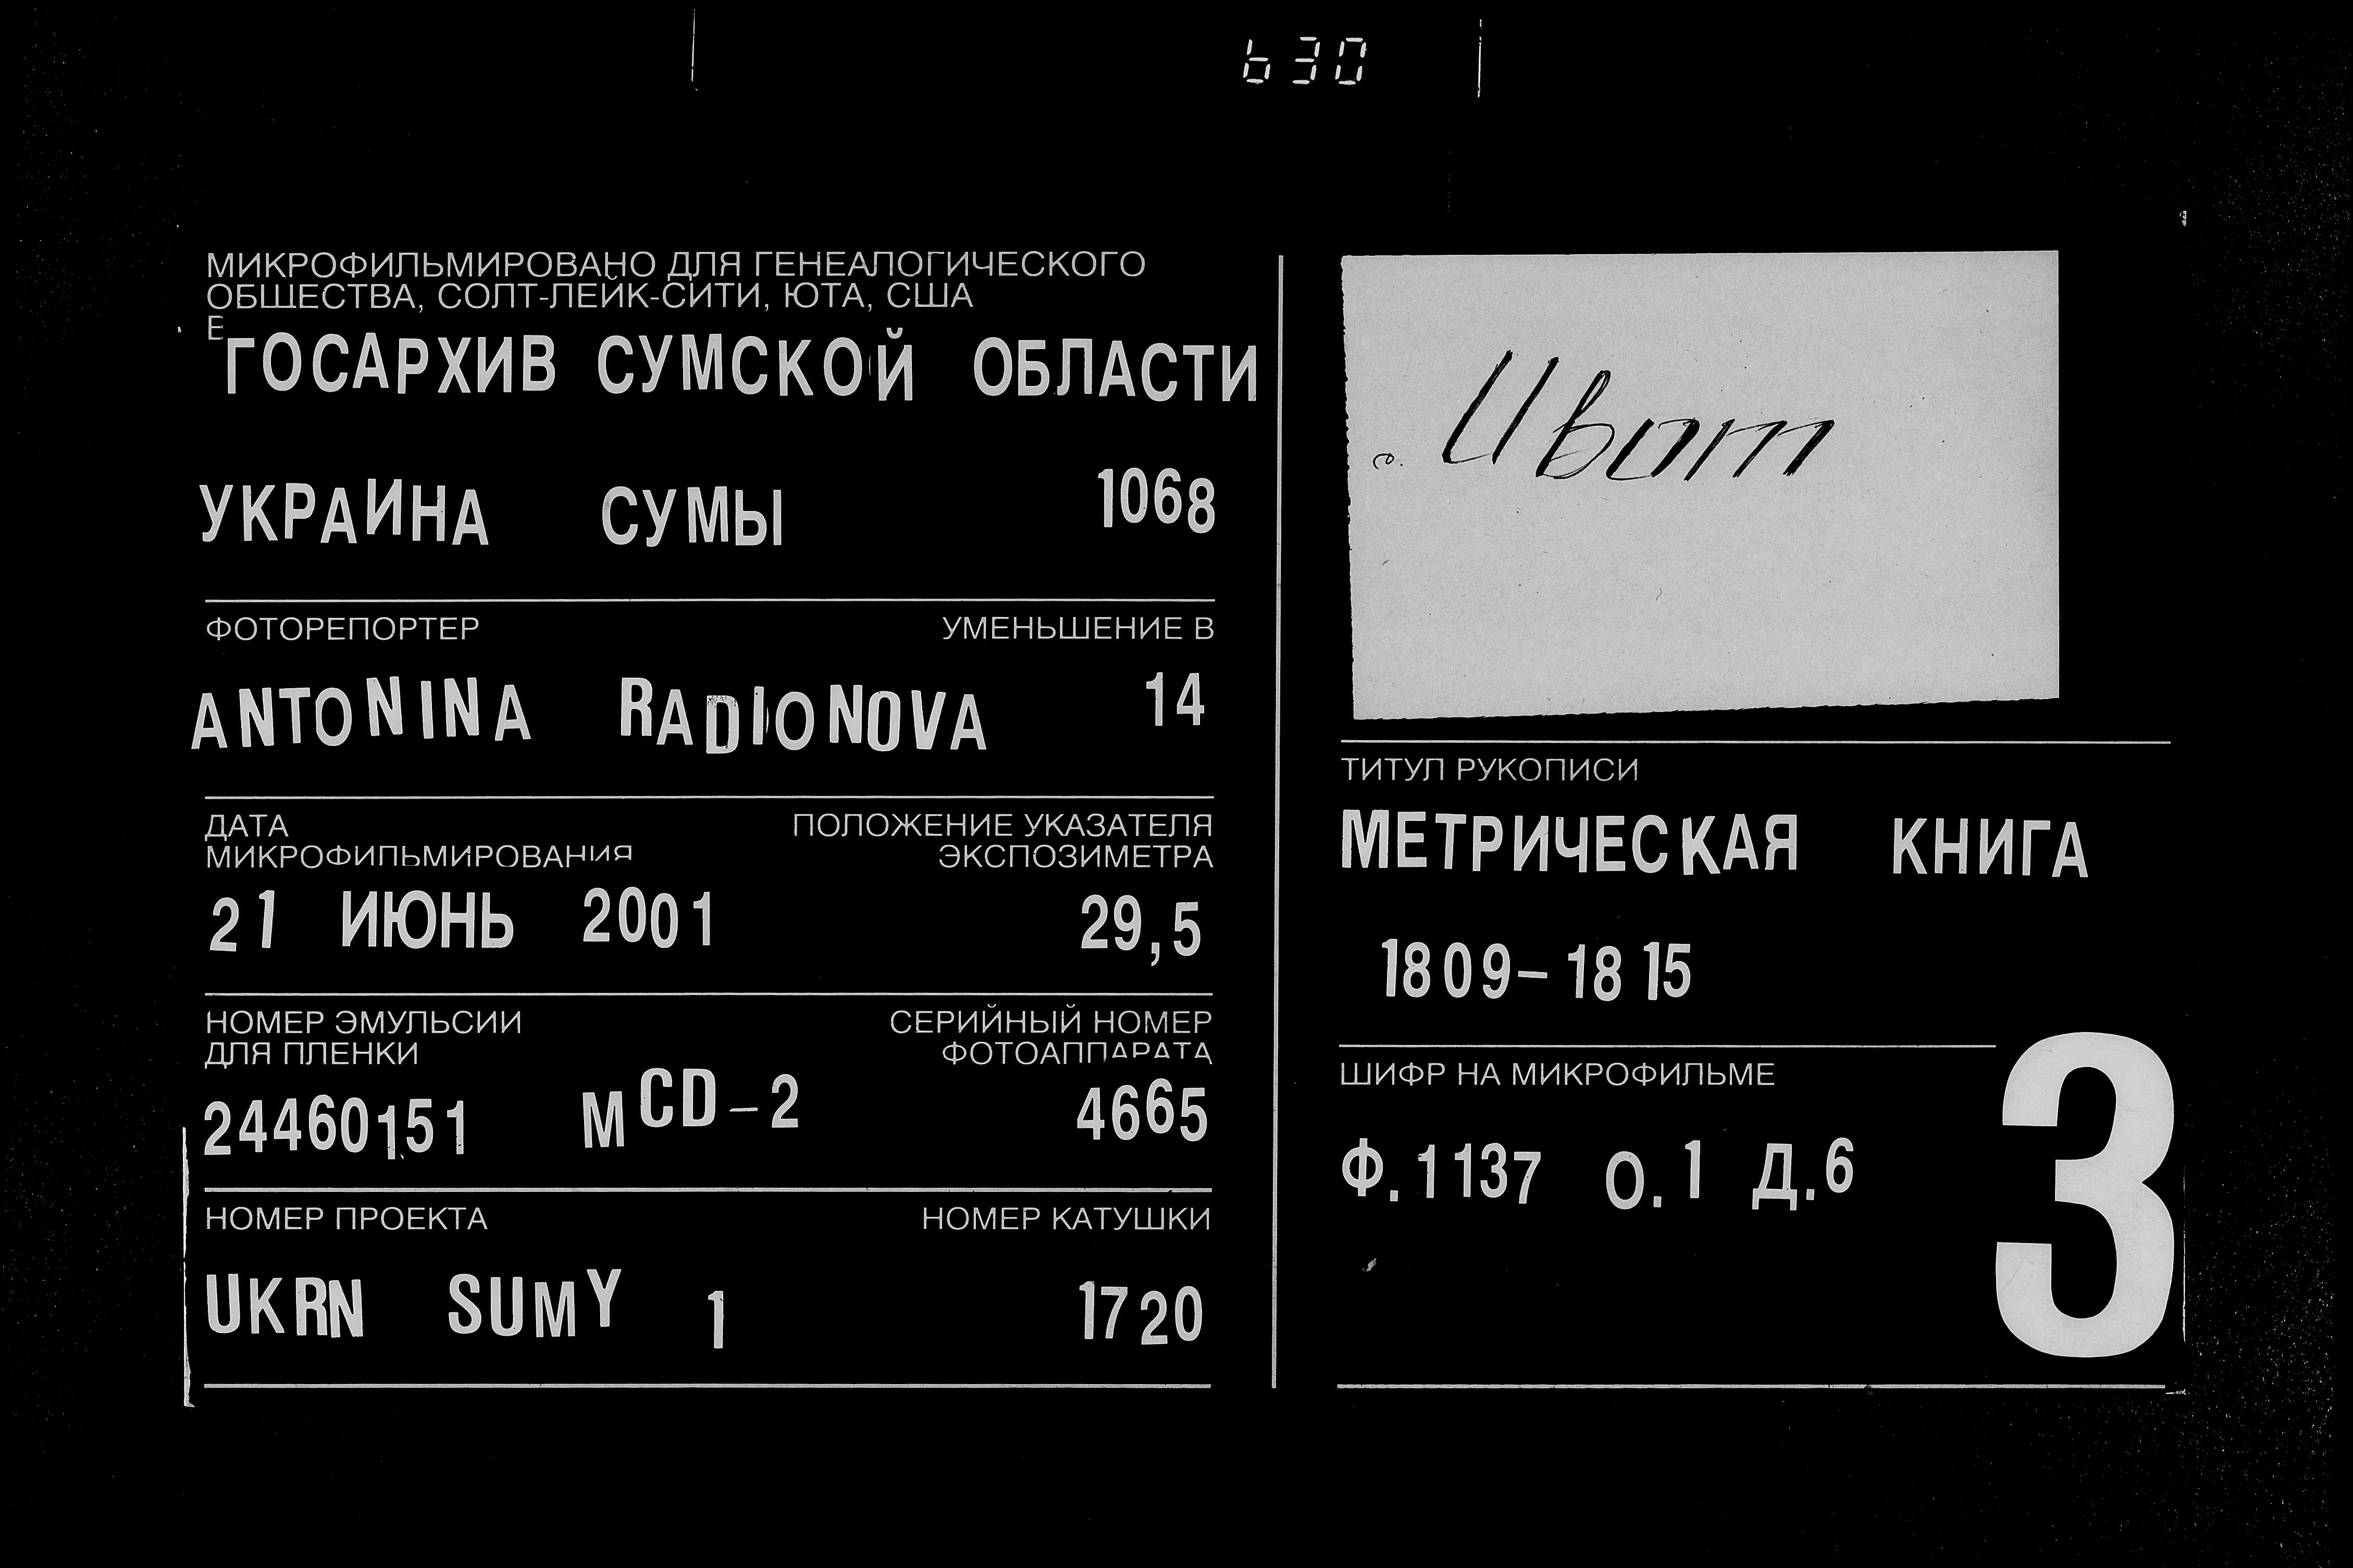 630
МИКРОФИЛЬМИРОВАНО ДЛЯ ГЕНЕАЛОГИЧЕСКОГО
ОБЩЕСТВА, СОЛТ-ЛЕЙК-СИТИ, ЮТА, США
Е
ГОСАРХИВ СУМСКОЙ ОБЛАСТИ
УКРАИНА СУМЫ 1068
ФОТОРЕПОРТЕР УМЕНЬШЕНИЕ В
ANTONINA RADIONOVA 14
ДАТА
МИКРОФИЛЬМИРОВАНИЯ
ПОЛОЖЕНИЕ УКАЗАТЕЛЯ
ЭКСПОЗИМЕТРА
21 ИЮНЬ 2001 29,5
НОМЕР ЭМУЛЬСИИ
ДЛЯ ПЛЕНКИ
СЕРИЙНЫЙ НОМЕР
ФОТОАППАРАТА
24460151 MCD-2 4665
НОМЕР ПРОЕКТА НОМЕР КАТУШКИ
UKRN SUMY 1 1720
с. Ивот
ТИТУЛ РУКОПИСИ
МЕТРИЧЕСКАЯ КНИГА
1809-1815
ШИФР НА МИКРОФИЛЬМЕ
Ф.1137 О.1 Д.6
3